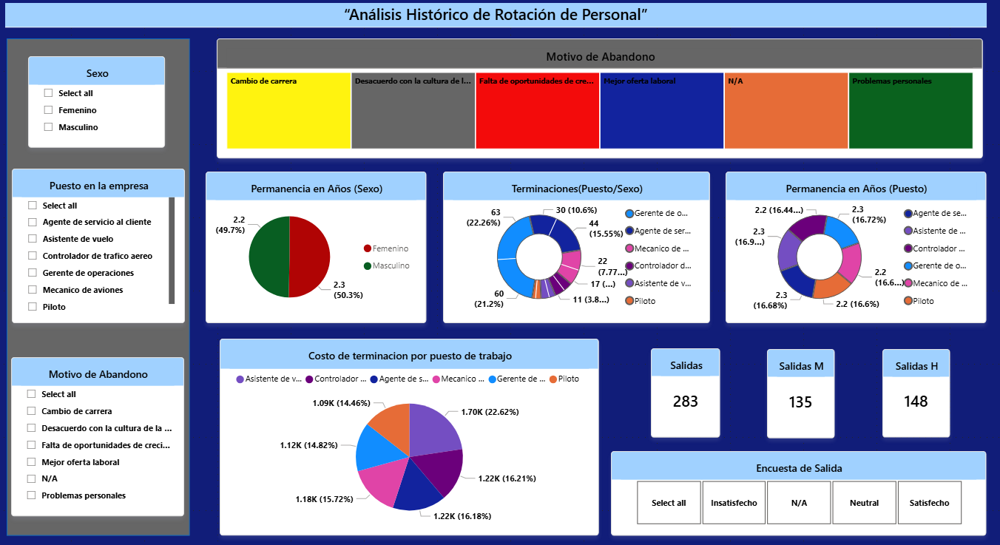 “Análisis Histórico de Rotación de Personal”
Sexo
Select all
Femenino
Masculino
Puesto en la empresa
Select all
Agente de servicio al cliente
Asistente de vuelo
Controlador de trafico aereo
Gerente de operaciones
Mecanico de aviones
Piloto
Motivo de Abandono
Select all
Cambio de carrera
Desacuerdo con la cultura de la ...
Falta de oportunidades de creci...
Mejor oferta laboral
N/A
Problemas personales
Motivo de Abandono
Cambio de carrera
Desacuerdo con la cultura de l...
Falta de oportunidades de cre...
Mejor oferta laboral
N/A
Problemas personales
Permanencia en Años (Sexo)
2.2
(49.7%)
2.3
(50.3%)
Femenino
Masculino
Terminaciones(Puesto/Sexo)
63
(22.26%)
30 (10.6%)
44
(15.55%)
22
(7.77%...
17 (...)
11 (3.8...)
60
(21.2%)
Gerente de o...
Agente de ser...
Mecanico de ...
Controlador d...
Asistente de v...
Piloto
Permanencia en Años (Puesto)
2.2 (16.44...)
2.3
(16.72%)
2.3
(16.9...)
2.2
(16.6...)
2.3
(16.68%)
2.2 (16.6%)
Agente de se...
Asistente de ...
Controlador ...
Gerente de o...
Mecanico de ...
Piloto
Costo de terminacion por puesto de trabajo
Asistente de v...
Controlador ...
Agente de s...
Mecanico ...
Gerente de ...
Piloto
1.09K (14.46%)
1.70K (22.62%)
1.12K (14.82%)
1.22K (16.21%)
1.18K (15.72%)
1.22K (16.18%)
Salidas
283
Salidas M
135
Salidas H
148
Encuesta de Salida
Select all
Insatisfecho
N/A
Neutral
Satisfecho